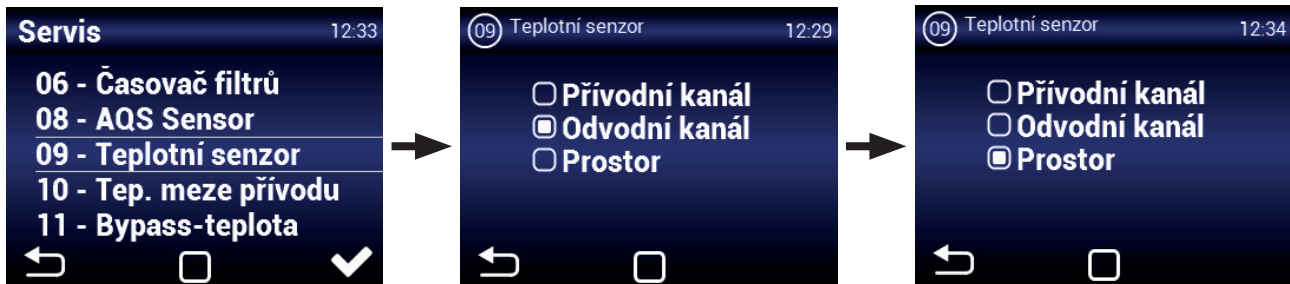 Servis 12:33
06 - Časovač filtrů
08 - AQS Sensor
09 - Teplotní senzor
10 - Tep. meze přívodu
11 - Bypass-teplota
09 Teplotní senzor 12:29
Přívodní kanál
Odvodní kanál
Prostor
09 Teplotní senzor 12:34
Přívodní kanál
Odvodní kanál
Prostor